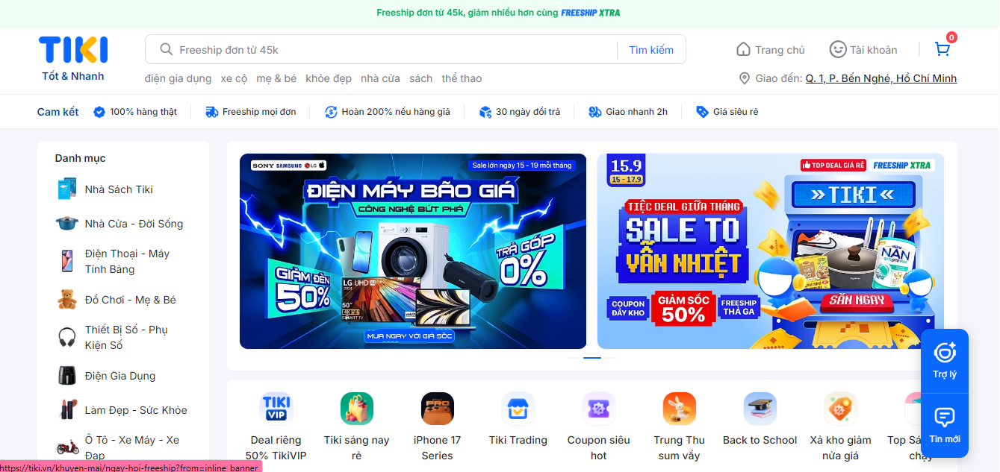 Freeship đơn từ 45k, giảm nhiều hơn cùng FREESHIP XTRA
TIKI
Tốt & Nhanh
Freeship đơn từ 45k
Tìm kiếm
Trang chủ
Tài khoản
0
điện gia dụng xe cộ mẹ & bé khỏe đẹp nhà cửa sách thể thao
Giao đến: Q. 1, P. Bến Nghé, Hồ Chí Minh
Cam kết
100% hàng thật
Freeship mọi đơn
Hoàn 200% nếu hàng giả
30 ngày đổi trả
Giao nhanh 2h
Giá siêu rẻ
Danh mục
Nhà Sách Tiki
Nhà Cửa - Đời Sống
Điện Thoại - Máy
Tính Bảng
Đồ Chơi - Mẹ & Bé
Thiết Bị Số - Phụ
Kiện Số
Điện Gia Dụng
Làm Đẹp - Sức Khỏe
Ô Tô - Xe Máy - Xe
Đạp
SONY SAMSUNG LG
Sale lớn ngày 15 - 19 mỗi tháng
ĐIỆN MÁY BÃO GIÁ
CÔNG NGHỆ BỨT PHÁ
GIẢM ĐẾN
50%
TRẢ GÓP
0%
LG UHD AI
50"
SMART TV
MUA NGAY VỚI GIÁ SỐC
15.9
15 - 17.9
TOP DEAL GIÁ RẺ
FREESHIP XTRA
TIỆC DEAL GIỮA THÁNG
SALE TO
VẪN NHIỆT
COUPON
ĐẦY KHO
GIẢM SỐC
50%
FREESHIP
THẢ GA
»TIKI«
NAN
SĂN NGAY
TIKI
VIP
Deal riêng
50% TikiVIP
Tiki sáng nay
rẻ
PRO
iPhone 17
Series
Tiki Trading
Coupon siêu
hot
Trung Thu
sum vầy
Back to School
Xả kho giảm
nửa giá
Top
chạy
Trợ lý
Tin mới
https://tiki.vn/khuyen-mai/ngay-hoi-freeship?from=inline_banner